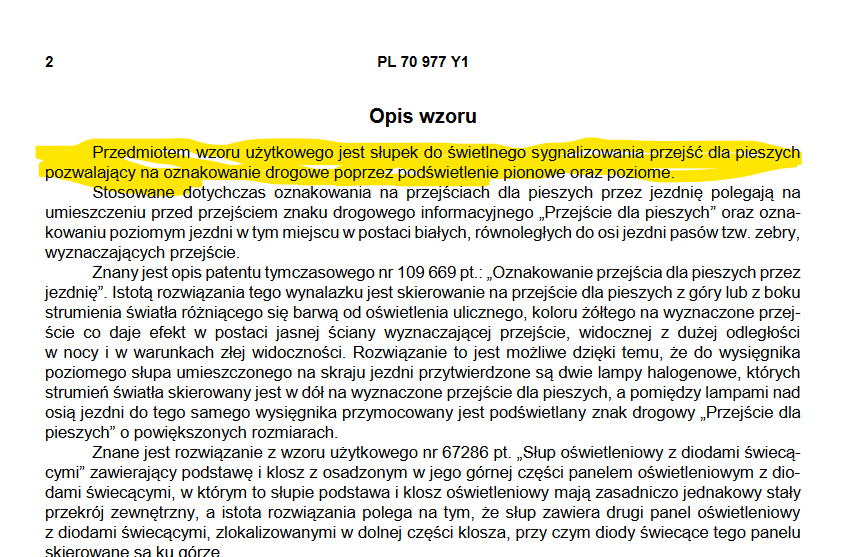 2 PL 70 977 Y1
Opis wzoru
Przedmiotem wzoru użytkowego jest słupek do świetlnego sygnalizowania przejść dla pieszych
pozwalający na oznakowanie drogowe poprzez podświetlenie pionowe oraz poziome.
Stosowane dotychczas oznakowania na przejściach dla pieszych przez jezdnię polegają na
umieszczeniu przed przejściem znaku drogowego informacyjnego „Przejście dla pieszych” oraz ozna-
kowaniu poziomym jezdni w tym miejscu w postaci białych, równoległych do osi jezdni pasów tzw. zebry,
wyznaczających przejście.
Znany jest opis patentu tymczasowego nr 109 669 pt.: „Oznakowanie przejścia dla pieszych przez
jezdnię”. Istotą rozwiązania tego wynalazku jest skierowanie na przejście dla pieszych z góry lub z boku
strumienia światła różniącego się barwą od oświetlenia ulicznego, koloru żółtego na wyznaczone przej-
ście co daje efekt w postaci jasnej ściany wyznaczającej przejście, widocznej z dużej odległości
w nocy i w warunkach złej widoczności. Rozwiązanie to jest możliwe dzięki temu, że do wysięgnika
poziomego słupa umieszczonego na skraju jezdni przytwierdzone są dwie lampy halogenowe, których
strumień światła skierowany jest w dół na wyznaczone przejście dla pieszych, a pomiędzy lampami nad
osią jezdni do tego samego wysięgnika przymocowany jest podświetlany znak drogowy „Przejście dla
pieszych” o powiększonych rozmiarach.
Znane jest rozwiązanie z wzoru użytkowego nr 67286 pt. „Słup oświetleniowy z diodami świecą-
cymi” zawierający podstawę i klosz z osadzonym w jego górnej części panelem oświetleniowym z dio-
dami świecącymi, w którym to słupie podstawa i klosz oświetleniowy mają zasadniczo jednakowy stały
przekrój zewnętrzny, a istota rozwiązania polega na tym, że słup zawiera drugi panel oświetleniowy
z diodami świecącymi, zlokalizowanymi w dolnej części klosza, przy czym diody świecące tego panelu
skierowane są ku górze